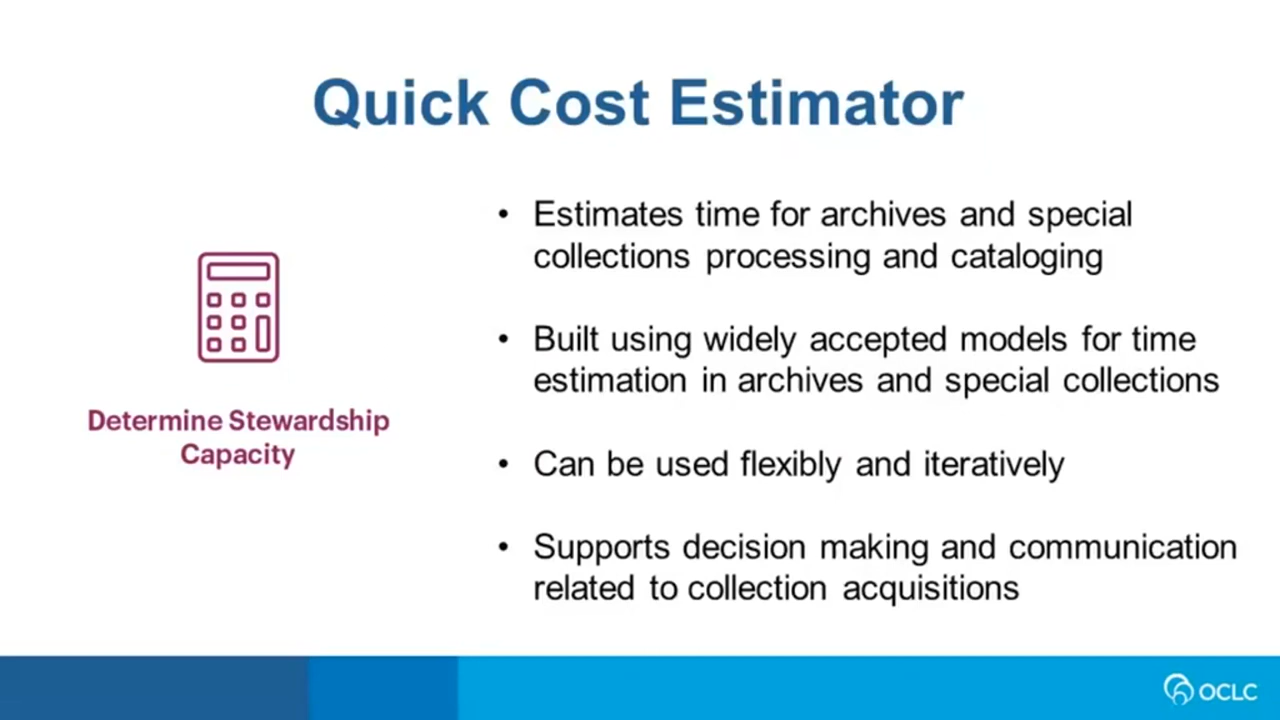 Quick Cost Estimator
Determine Stewardship
Capacity
• Estimates time for archives and special
collections processing and cataloging
• Built using widely accepted models for time
estimation in archives and special collections
• Can be used flexibly and iteratively
• Supports decision making and communication
related to collection acquisitions
OCLC